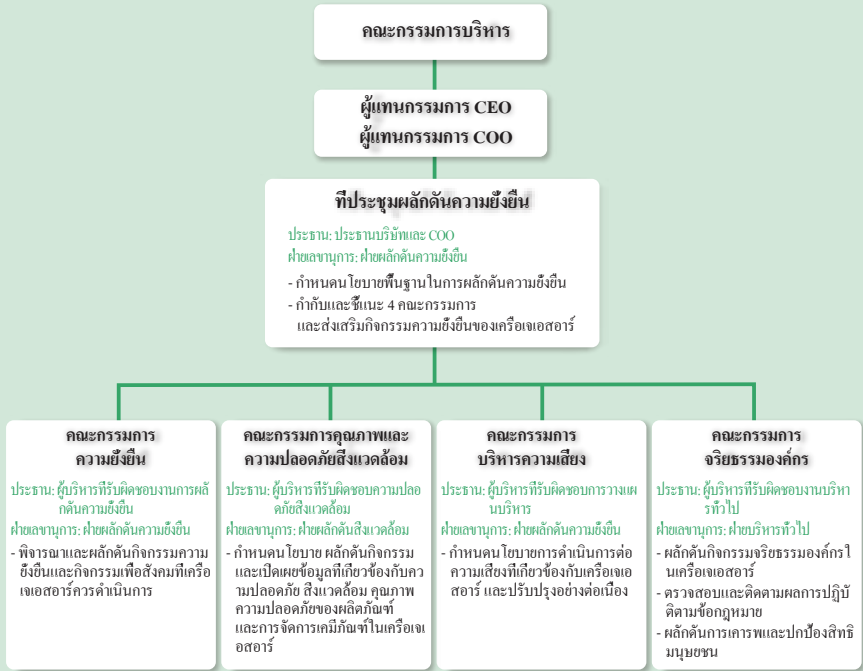 คณะกรรมการบริหาร
ผู้แทนกรรมการ CEO
ผู้แทนกรรมการ COO
ที่ประชุมผลักดันความยั่งยืน
ประธาน: ประธานบริษัทและ COO
ฝ่ายเลขานุการ: ฝ่ายผลักดันความยั่งยืน
- กำหนดนโยบายพื้นฐานในการผลักดันความยั่งยืน
- กำกับและชี้แนะ 4 คณะกรรมการ
และส่งเสริมกิจกรรมความยั่งยืนของเครือเจเอสอาร์
คณะกรรมการ
ความยั่งยืน
ประธาน: ผู้บริหารที่รับผิดชอบงานการผลั
กดันความยั่งยืน
ฝ่ายเลขานุการ: ฝ่ายผลักดันความยั่งยืน
- พิจารณาและผลักดันกิจกรรมความ
ยั่งยืนและกิจกรรมเพื่อสังคมที่เครือ
เจเอสอาร์ควรดำเนินการ
คณะกรรมการคุณภาพและ
ความปลอดภัยสิ่งแวดล้อม
ประธาน: ผู้บริหารที่รับผิดชอบความปลอ
ดภัยสิ่งแวดล้อม
ฝ่ายเลขานุการ: ฝ่ายผลักดันสิ่งแวดล้อม
- กำหนดนโยบาย ผลักดันกิจกรรม
และเปิดเผยข้อมูลที่เกี่ยวข้องกับคว
ามปลอดภัย สิ่งแวดล้อม คุณภาพ
ความปลอดภัยของผลิตภัณฑ์
และการจัดการเคมีภัณฑ์ในเครือเจเ
อสอาร์
คณะกรรมการ
บริหารความเสี่ยง
ประธาน: ผู้บริหารที่รับผิดชอบการวางแผ
นบริหาร
ฝ่ายเลขานุการ: ฝ่ายผลักดันความยั่งยืน
- กำหนดนโยบายการดำเนินการต่อ
ความเสี่ยงที่เกี่ยวข้องกับเครือเจเอ
สอาร์ และปรับปรุงอย่างต่อเนื่อง
คณะกรรมการ
จริยธรรมองค์กร
ประธาน: ผู้บริหารที่รับผิดชอบงานบริหา
รทั่วไป
ฝ่ายเลขานุการ: ฝ่ายบริหารทั่วไป
- ผลักดันกิจกรรมจริยธรรมองค์กรใ
นเครือเจเอสอาร์
- ตรวจสอบและติดตามผลการปฏิบั
ติตามข้อกฎหมาย
- ผลักดันการเคารพและปกป้องสิทธิ
มนุษยชน